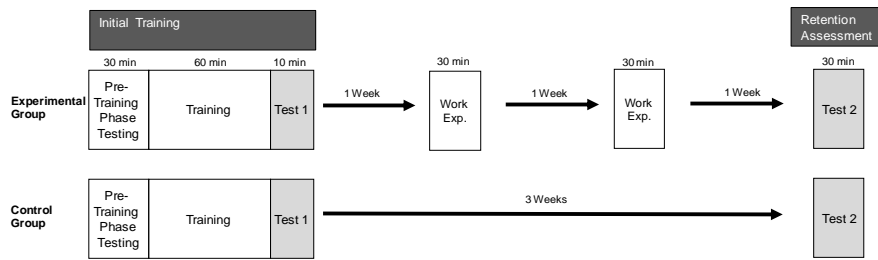 Initial Training
Retention
Assessment
30 min
60 min
10 min
30 min
30 min
30 min
Experimental
Group
Pre-
Training
Phase
Testing
Training
Test 1
1 Week
Work
Exp.
1 Week
Work
Exp.
1 Week
Test 2
Control
Group
Pre-
Training
Phase
Testing
Training
Test 1
3 Weeks
Test 2